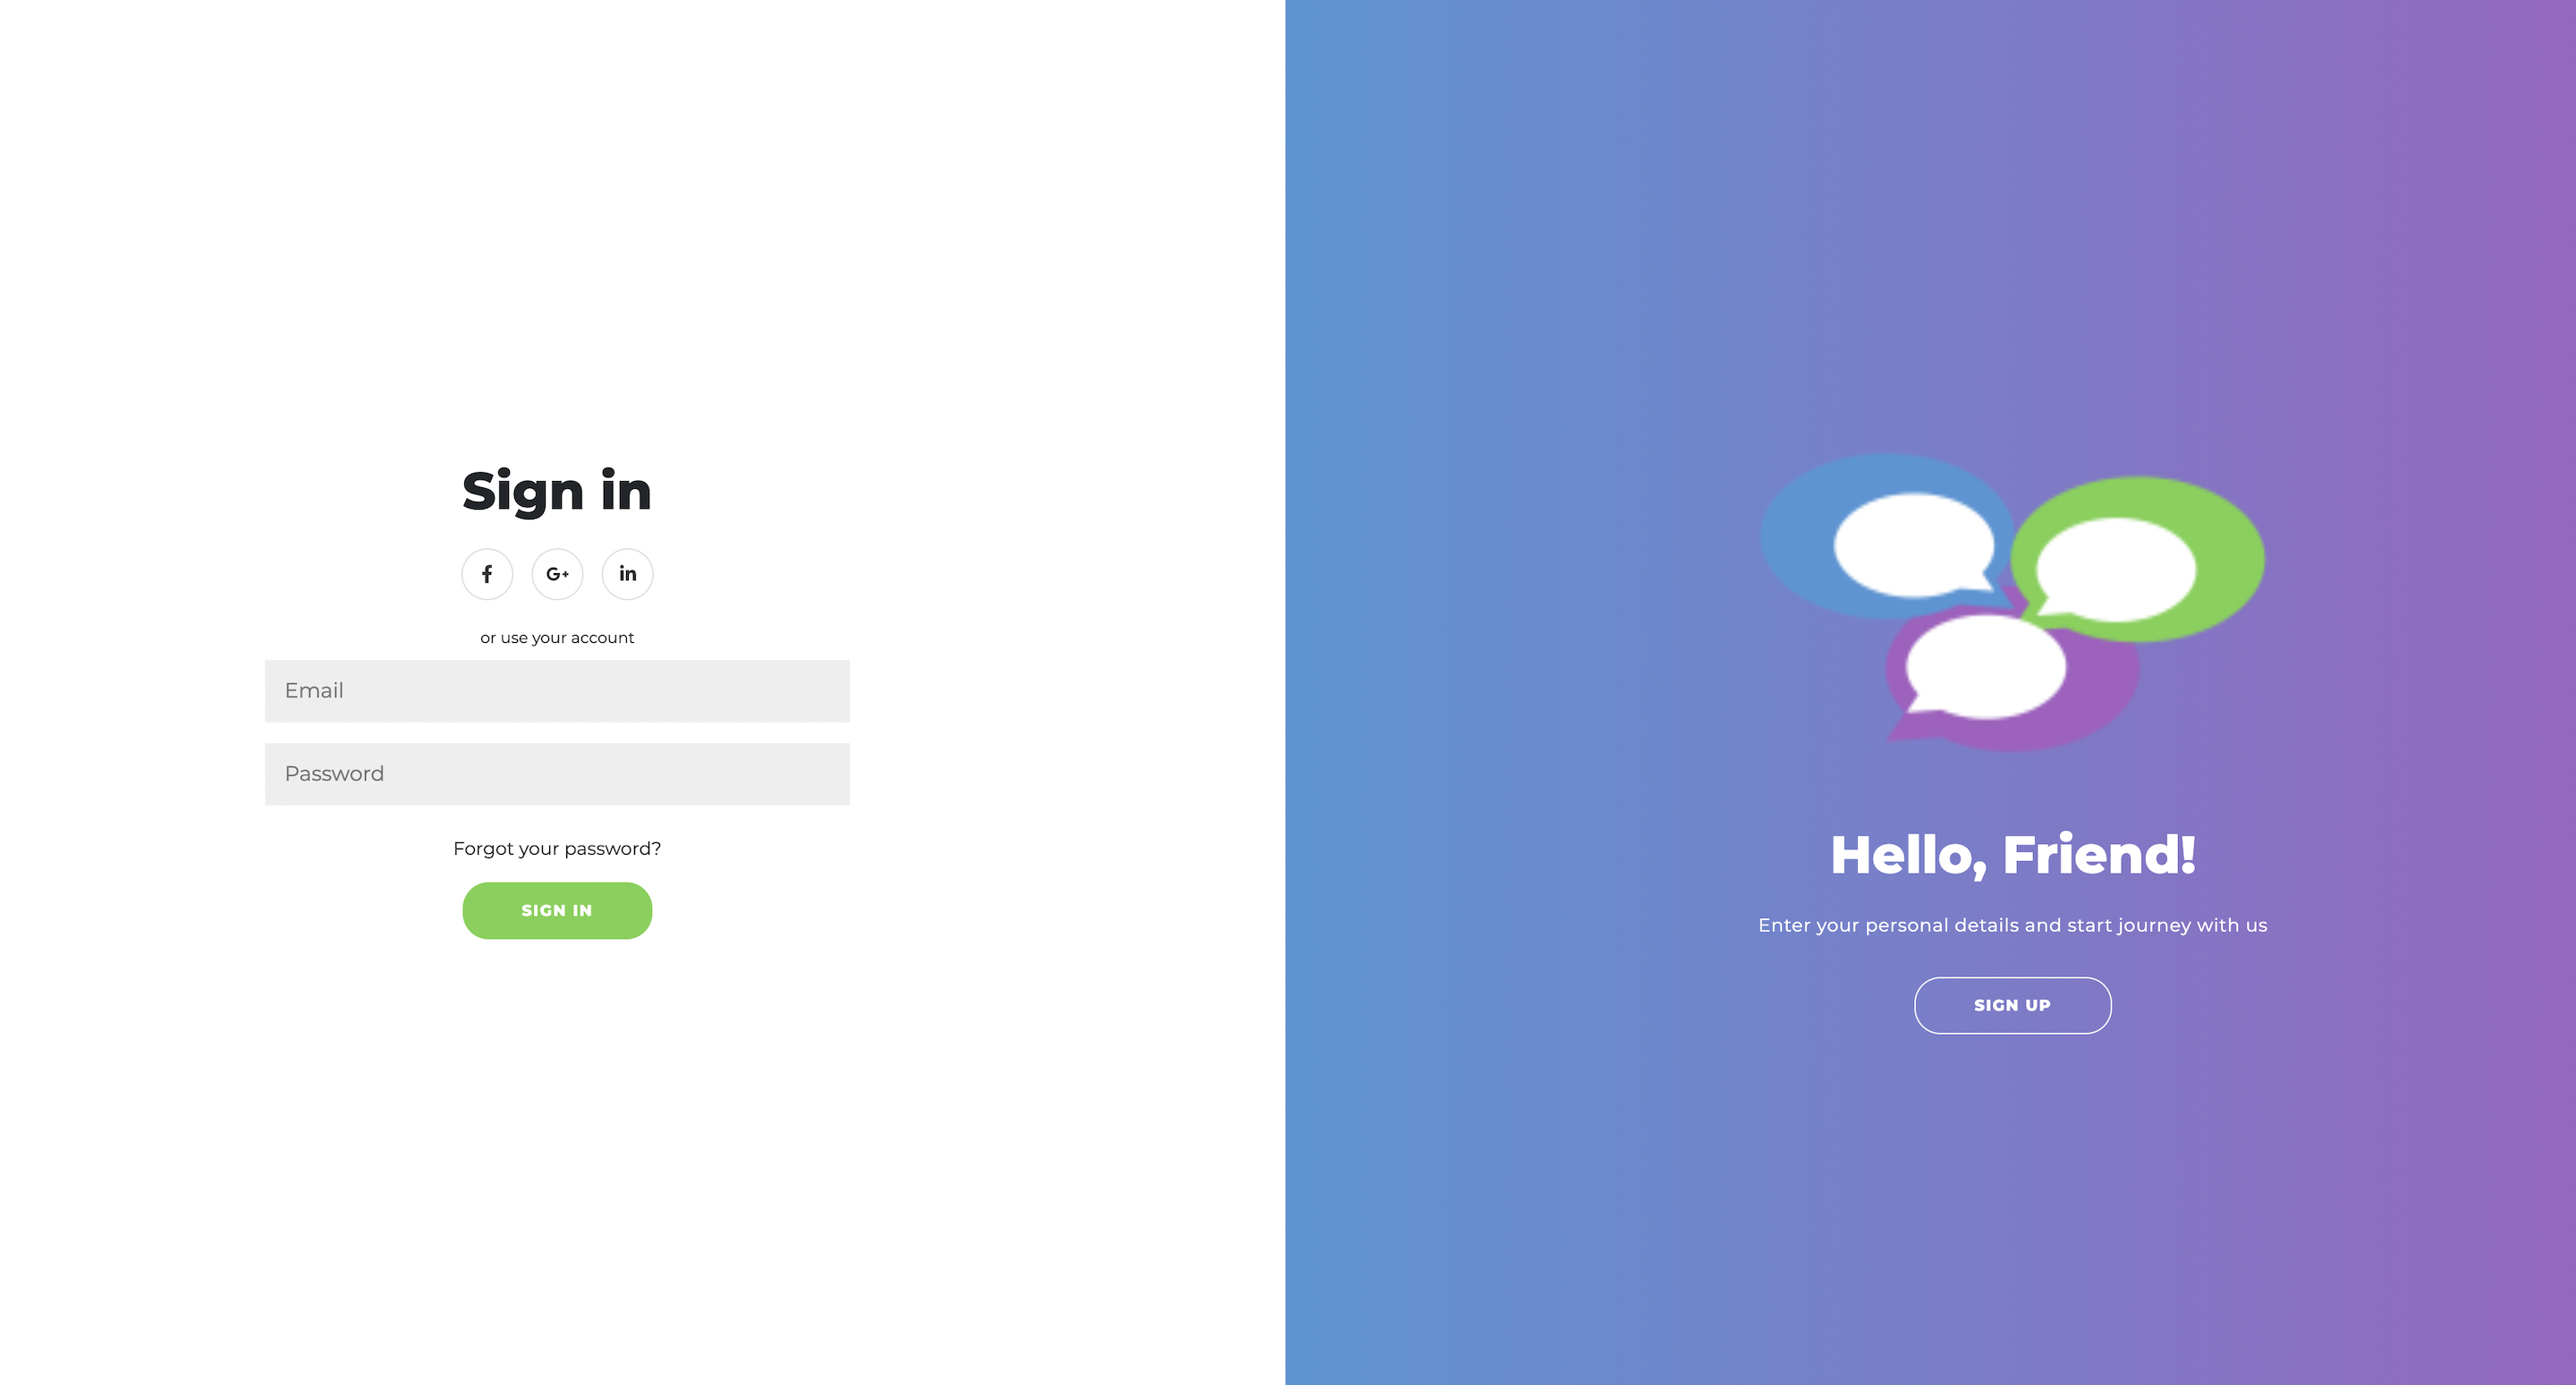 Sign in
f G+ in
or use your account
Email
Password
Forgot your password?
SIGN IN
Hello, Friend!
Enter your personal details and start journey with us
SIGN UP